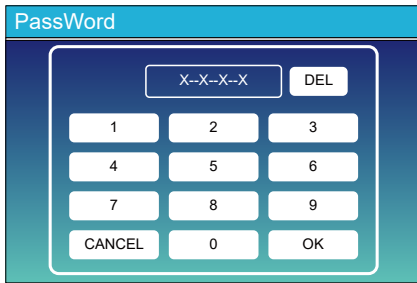 PassWord
X--X--X--X DEL
1 2 3
4 5 6
7 8 9
CANCEL 0 OK